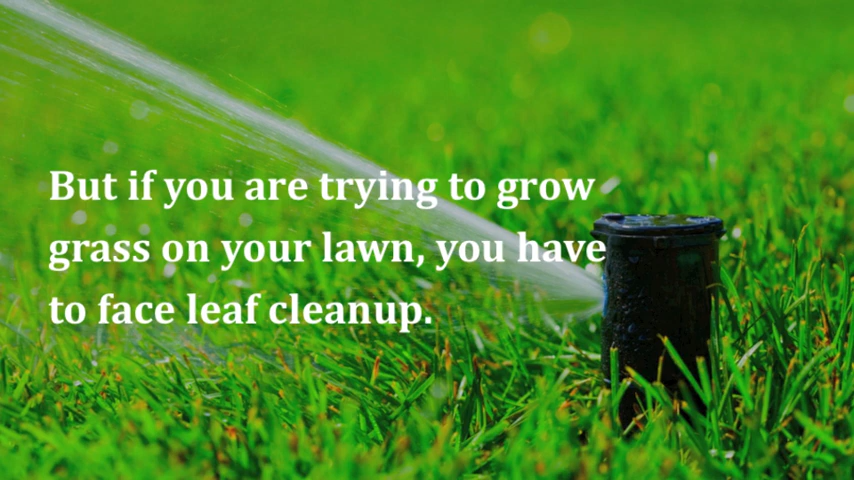 But if you are trying to grow
grass on your lawn, you have
to face leaf cleanup.